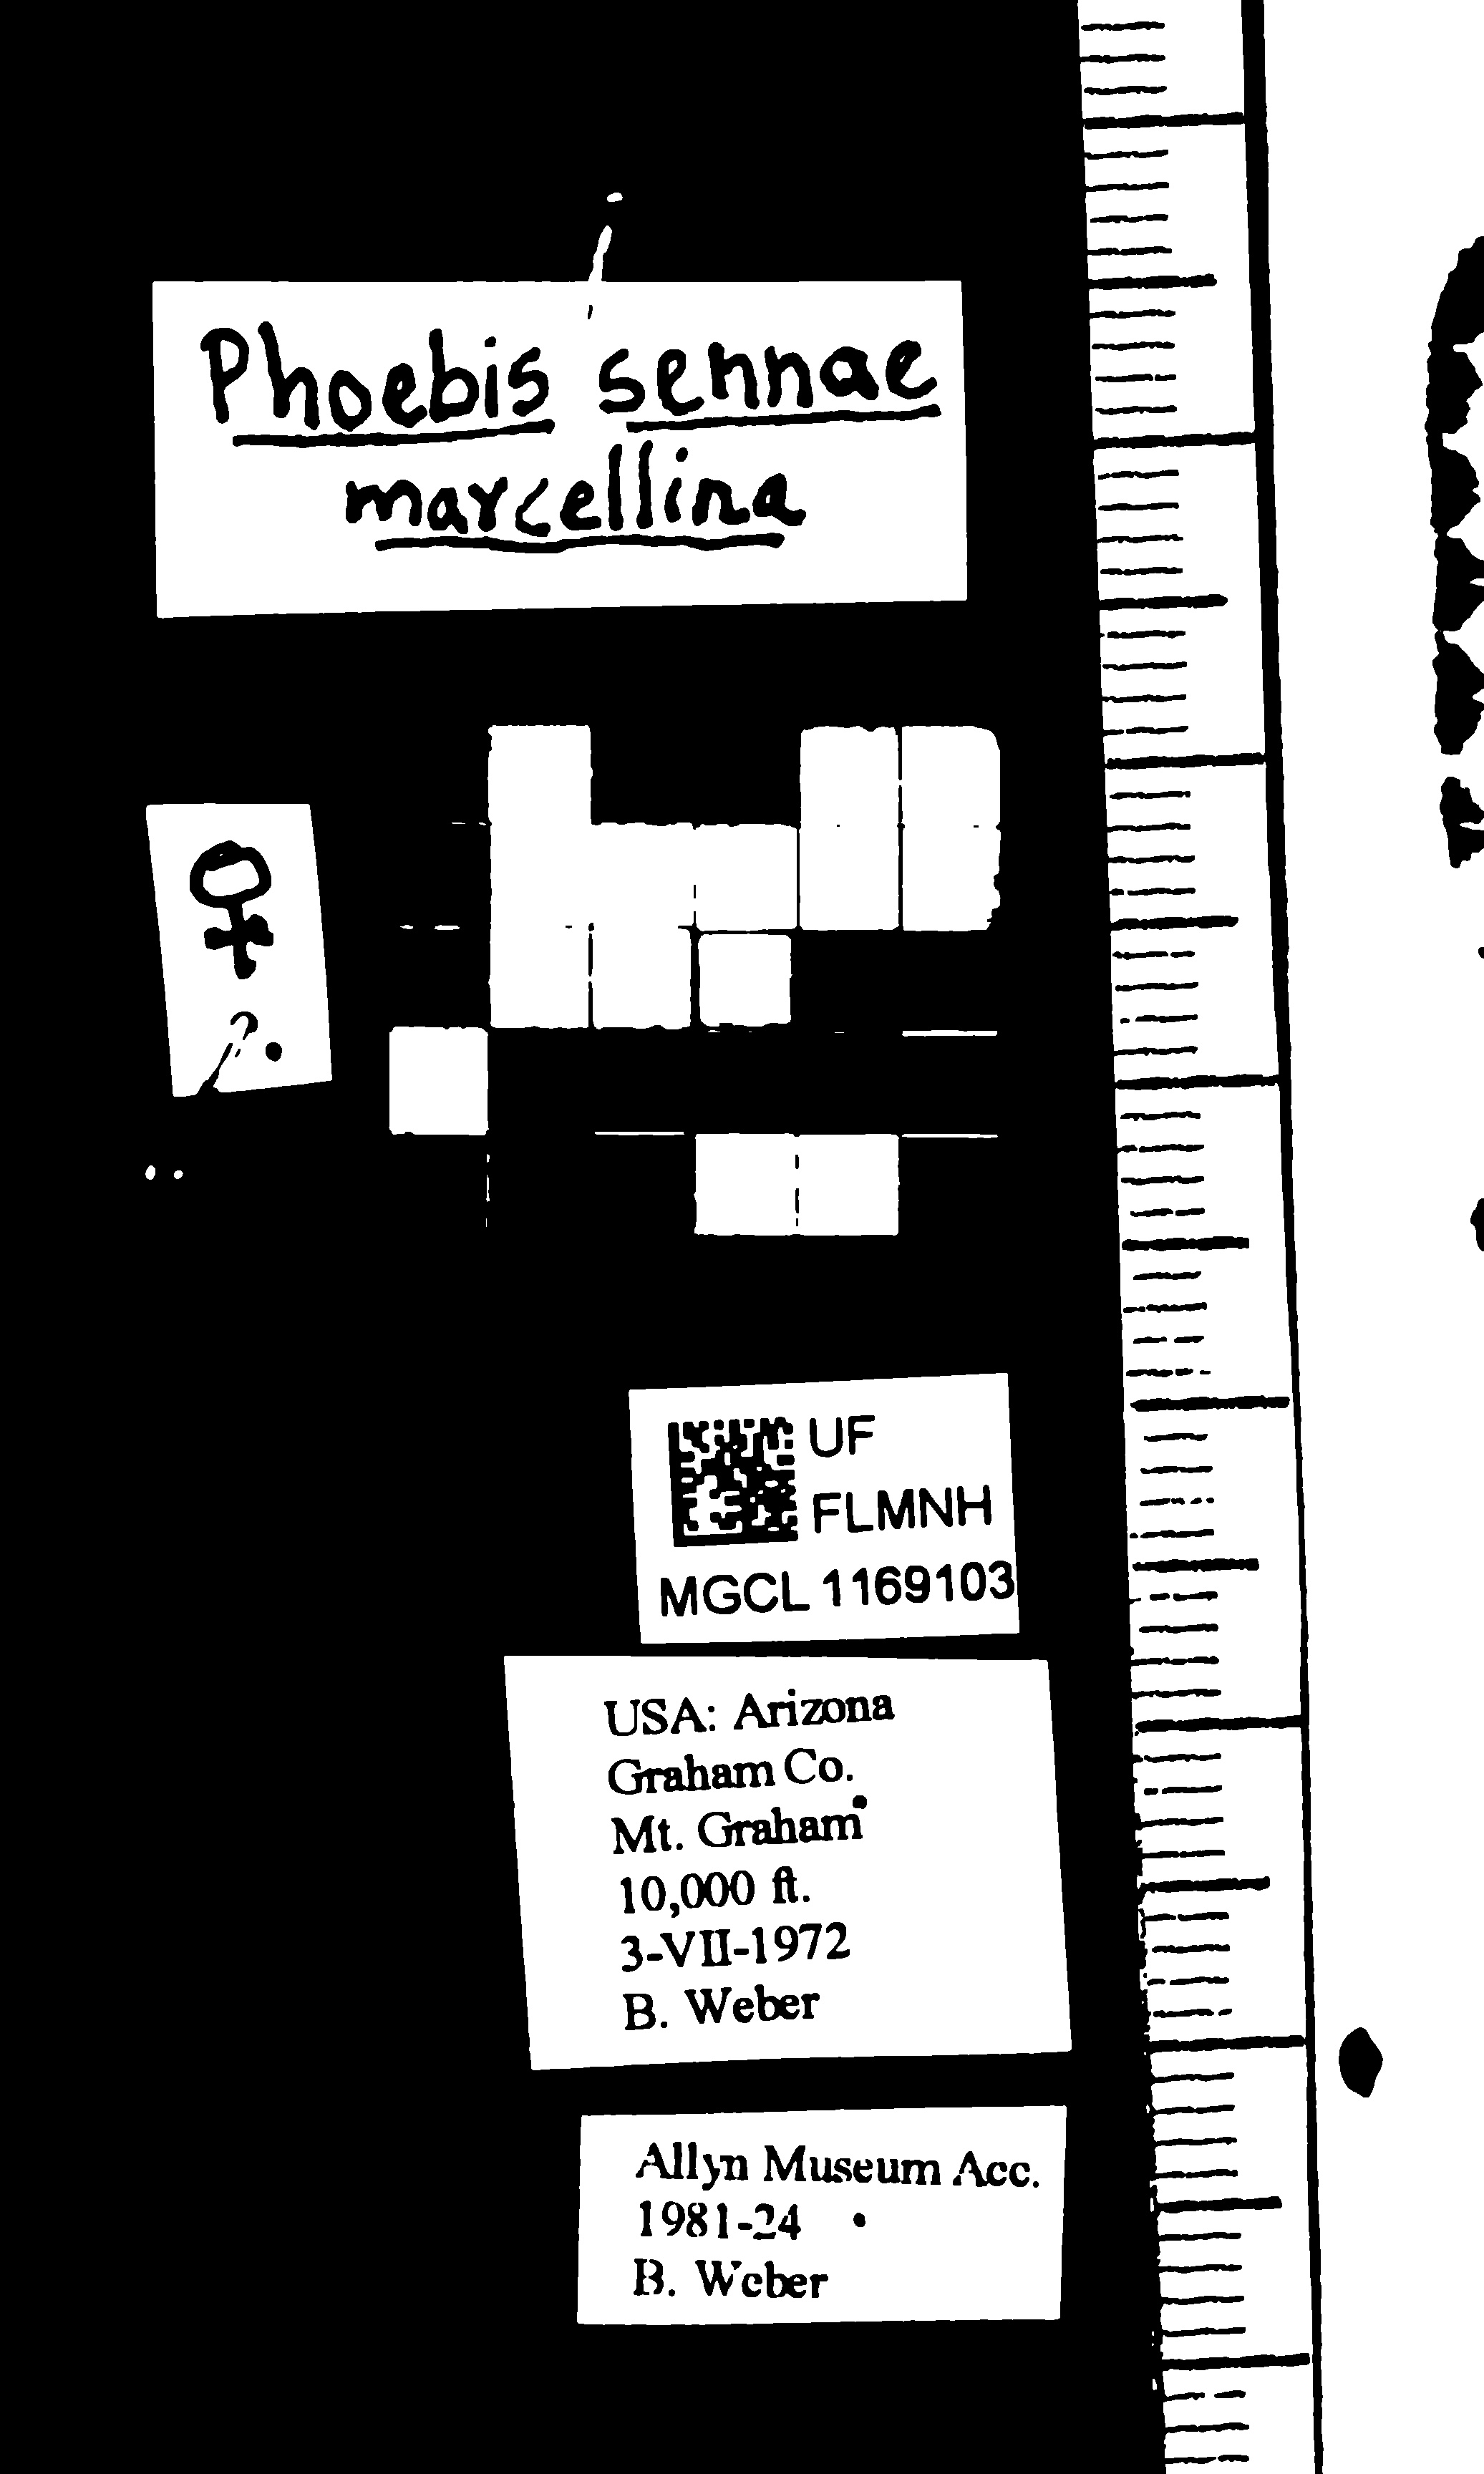 Phoebis sennae
marcellina
♀
?.
UF
FLMNH
MGCL 1169103
USA: Arizona
Graham Co.
Mt. Graham
10,000 ft.
3-VII-1972
B. Weber
Allyn Museum Acc.
1981-24
B. Weber